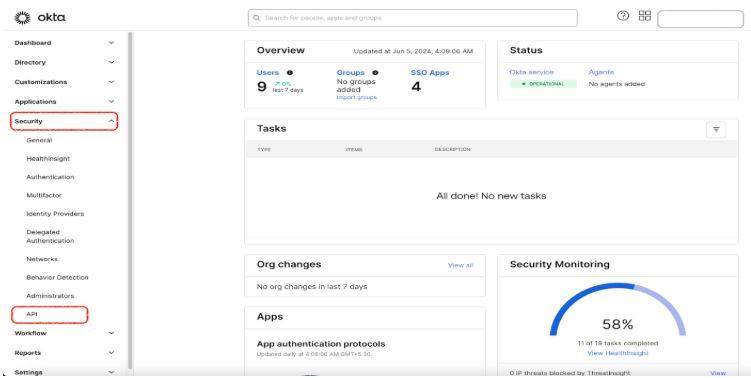 okta
Search for people, apps and groups
Dashboard
Directory
Customizations
Applications
Security
General
HealthInsight
Authentication
Multifactor
Identity Providers
Delegated
Authentication
Networks
Behavior Detection
Administrators
API
Workflow
Reports
Settings
Overview
Updated at Jun 5, 2024, 4:09:06 AM
Users
9
6%
last 7 days
Groups
No groups
added
Import groups
SSO Apps
4
Status
Okta service
OPERATIONAL
Agents
No agents added
Tasks
TYPE ITEMS DESCRIPTION
All done! No new tasks
Org changes
View all
No org changes in last 7 days
Security Monitoring
58%
11 of 19 tasks completed
View HealthInsight
0 IP threats blocked by ThreatInsight View
Apps
App authentication protocols
Updated daily at 4:08:06 AM GMT+5:30.